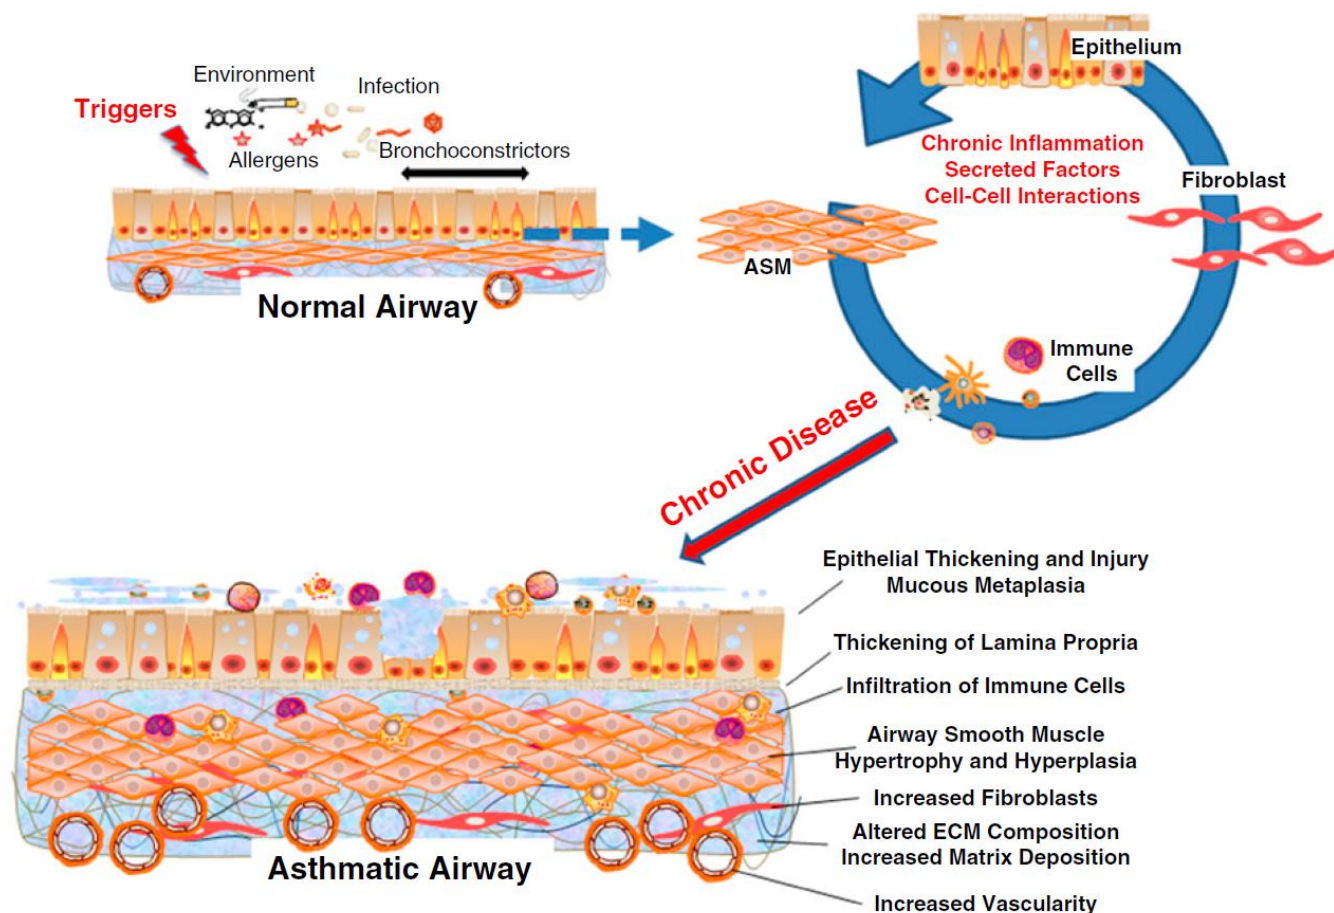 Triggers
Environment
Infection
Allergens
Bronchoconstrictors
Normal Airway
Epithelium
Chronic Inflammation
Secreted Factors
Cell-Cell Interactions
Fibroblast
ASM
Immune
Cells
Chronic Disease
Epithelial Thickening and Injury
Mucous Metaplasia
Thickening of Lamina Propria
Infiltration of Immune Cells
Airway Smooth Muscle
Hypertrophy and Hyperplasia
Increased Fibroblasts
Altered ECM Composition
Increased Matrix Deposition
Increased Vascularity
Asthmatic Airway